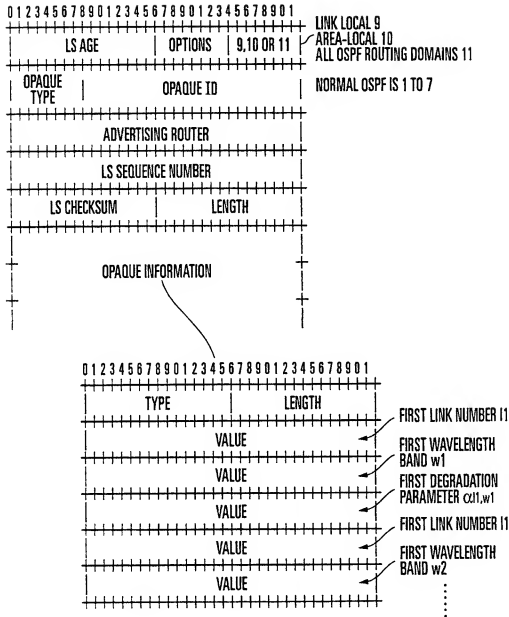 0 1 2 3 4 5 6 7 8 9 0 1 2 3 4 5 6 7 8 9 0 1 2 3 4 5 6 7 8 9 0 1
LINK LOCAL 9
LS AGE OPTIONS 9,10 OR 11
AREA-LOCAL 10
ALL OSPF ROUTING DOMAINS 11
OPAQUE
TYPE
OPAQUE ID
NORMAL OSPF IS 1 TO 7
ADVERTISING ROUTER
LS SEQUENCE NUMBER
LS CHECKSUM LENGTH
OPAQUE INFORMATION
0 1 2 3 4 5 6 7 8 9 0 1 2 3 4 5 6 7 8 9 0 1 2 3 4 5 6 7 8 9 0 1
TYPE LENGTH
FIRST LINK NUMBER l1
VALUE
FIRST WAVELENGTH
BAND w1
VALUE
FIRST DEGRADATION
PARAMETER αl1,w1
VALUE
FIRST LINK NUMBER l1
VALUE
FIRST WAVELENGTH
BAND w2
VALUE